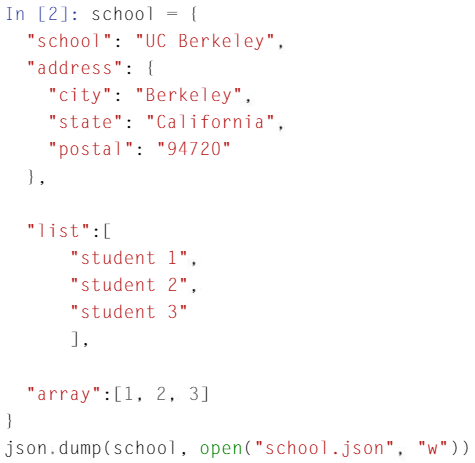 In [2]: school = {
  "school": "UC Berkeley",
  "address": {
    "city": "Berkeley",
    "state": "California",
    "postal": "94720"
  },

  "list":[
      "student 1",
      "student 2",
      "student 3"
      ],

  "array":[1, 2, 3]
}
json.dump(school, open("school.json", "w"))